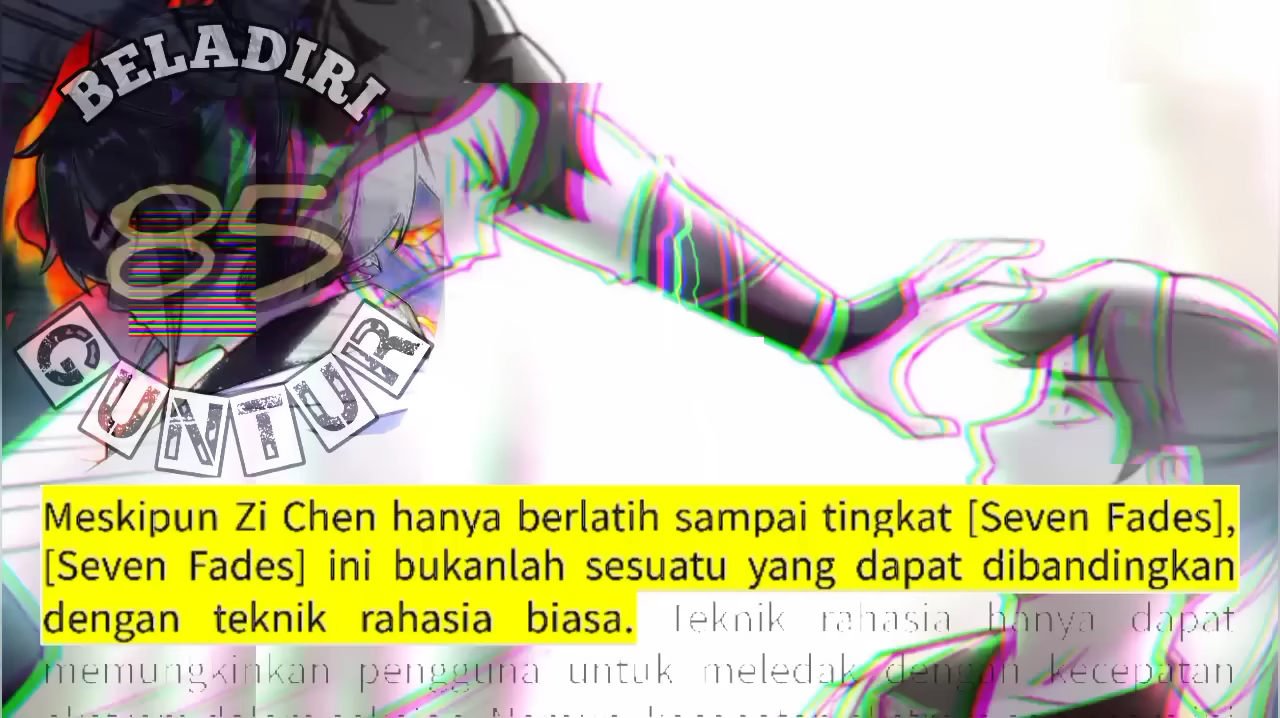 BELADIRI
85
GUNTUR
Meskipun Zi Chen hanya berlatih sampai tingkat [Seven Fades],
[Seven Fades] ini bukanlah sesuatu yang dapat dibandingkan
dengan teknik rahasia biasa. Teknik rahasia hanya dapat
memungkinkan pengguna untuk meledak dengan kecepatan